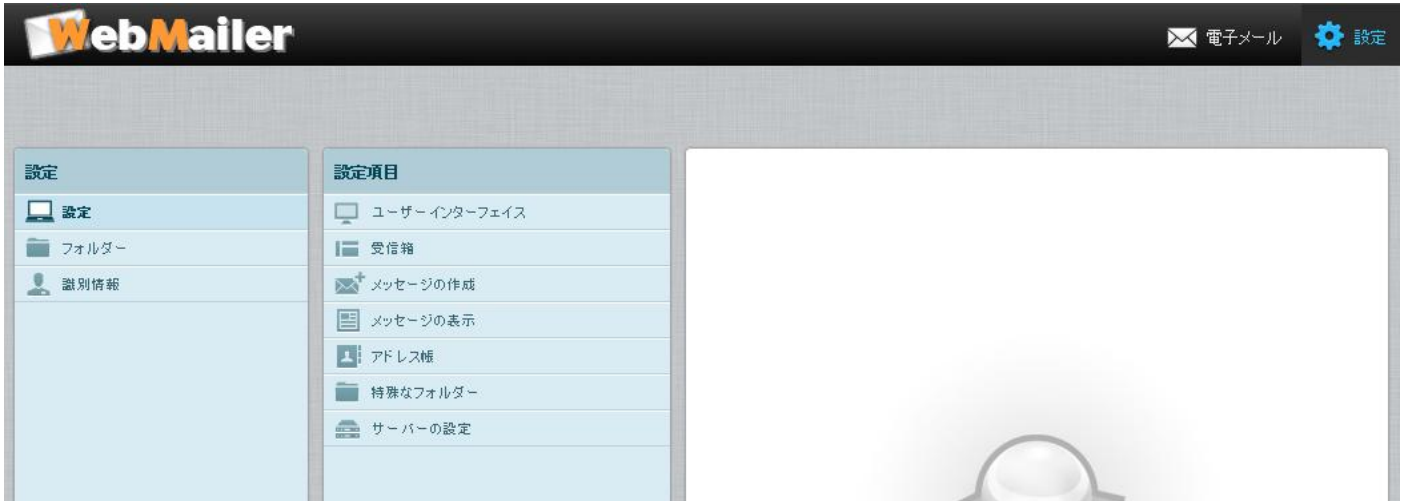 WebMailer
電子メール
設定
設定
設定
フォルダー
識別情報
設定項目
ユーザーインターフェイス
受信箱
メッセージの作成
メッセージの表示
アドレス帳
特殊なフォルダー
サーバーの設定